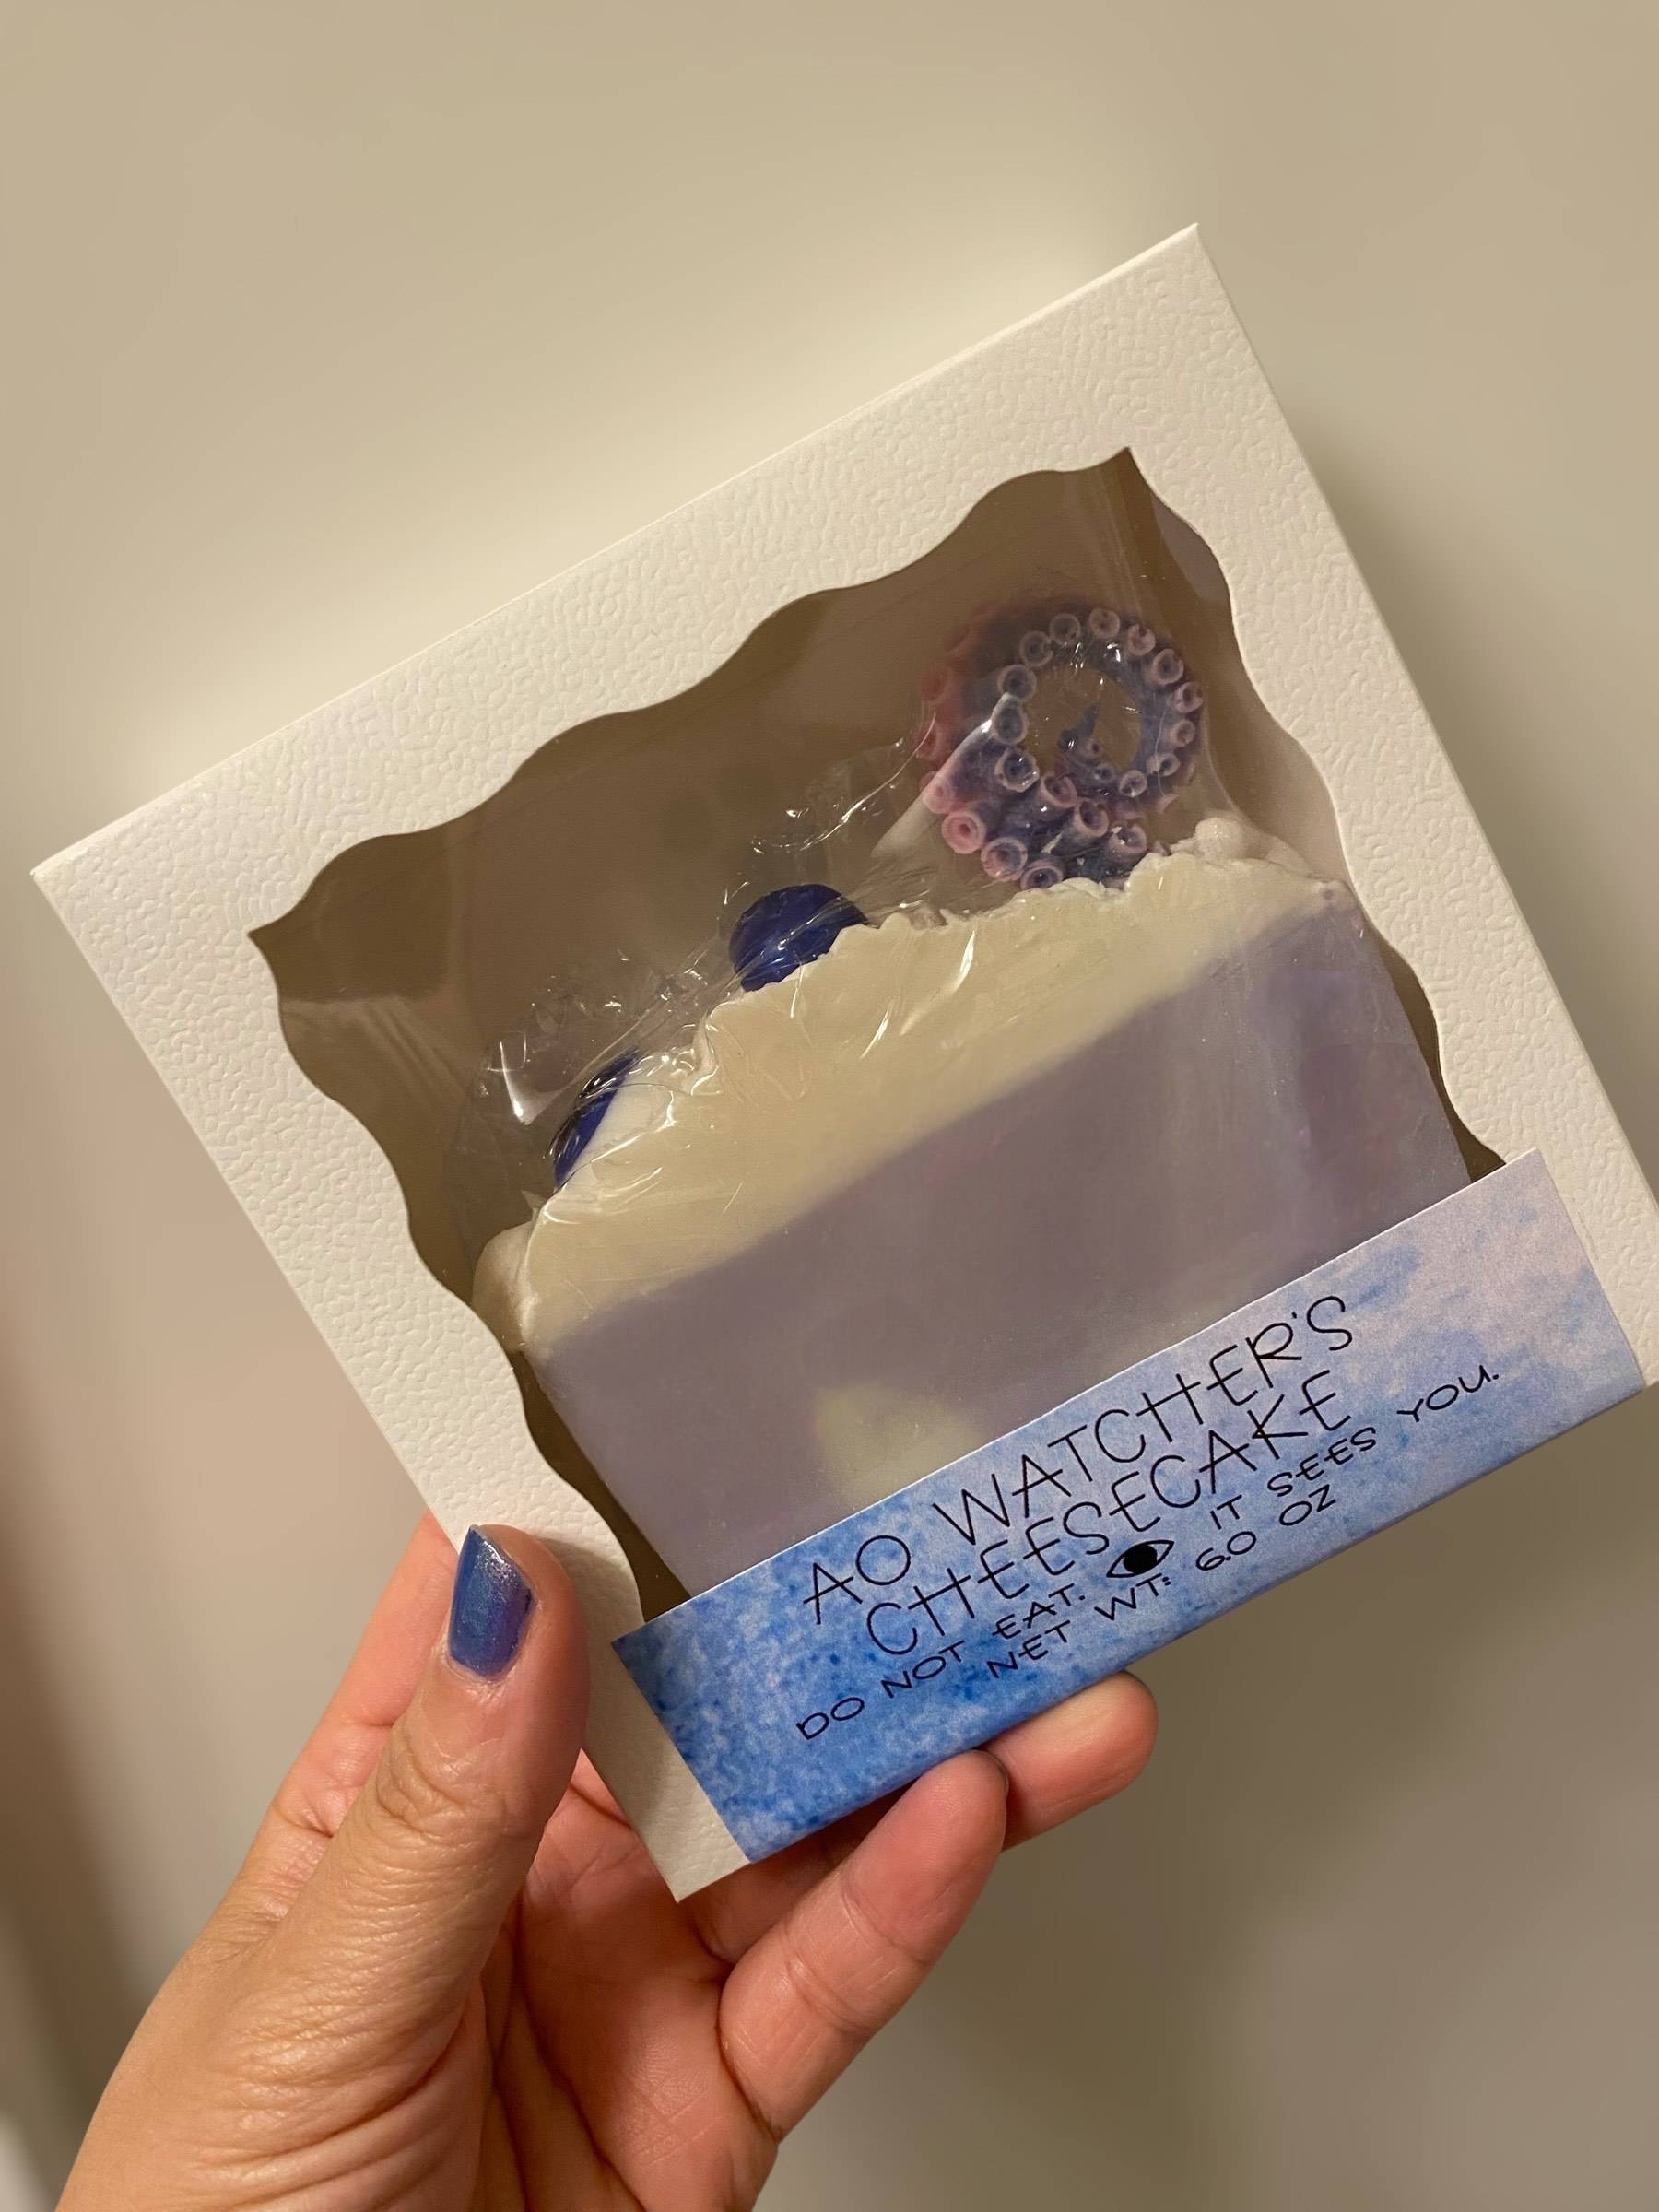 AO WATCHER'S
CHEESECAKE
DO NOT EAT. IT SEES YOU.
NET WT: 6.0 OZ